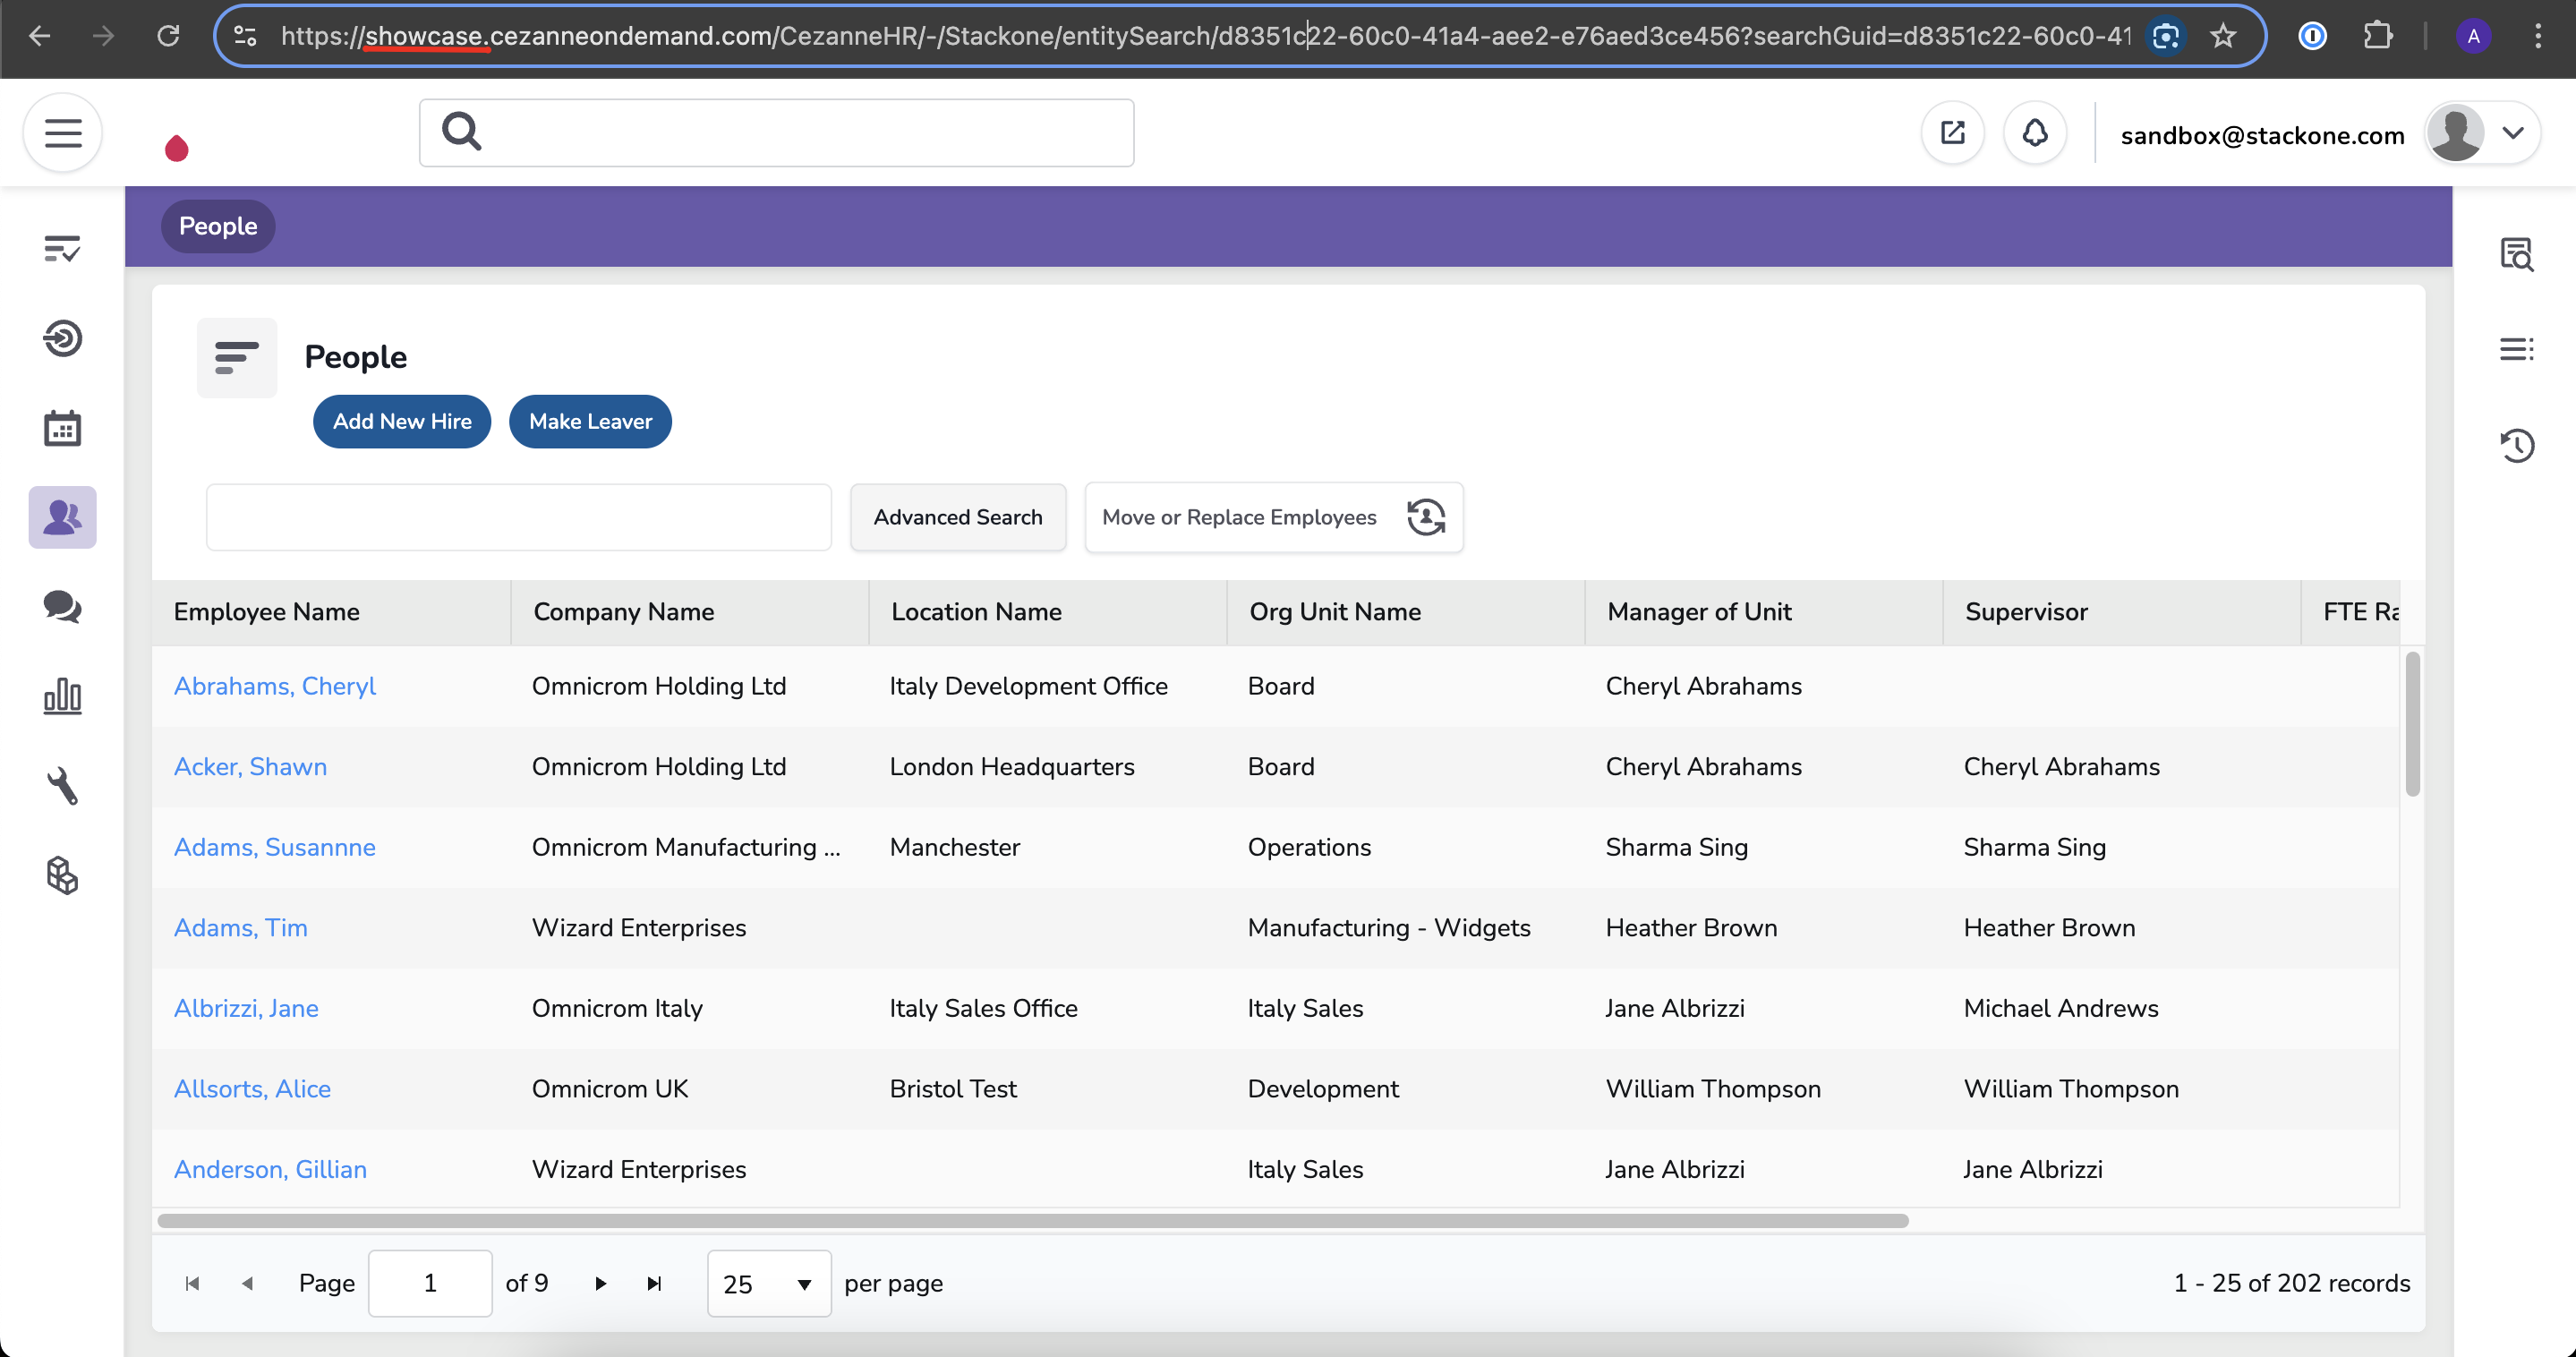 https://showcase.cezanneondemand.com/CezanneHR/-/Stackone/entitySearch/d8351c22-60c0-41a4-aee2-e76aed3ce456?searchGuid=d8351c22-60c0-41
A
sandbox@stackone.com
People
People
Add New Hire Make Leaver
Advanced Search Move or Replace Employees
Employee Name Company Name Location Name Org Unit Name Manager of Unit Supervisor FTE Ra
Abrahams, Cheryl Omnicrom Holding Ltd Italy Development Office Board Cheryl Abrahams
Acker, Shawn Omnicrom Holding Ltd London Headquarters Board Cheryl Abrahams Cheryl Abrahams
Adams, Susannne Omnicrom Manufacturing ... Manchester Operations Sharma Sing Sharma Sing
Adams, Tim Wizard Enterprises Manufacturing - Widgets Heather Brown Heather Brown
Albrizzi, Jane Omnicrom Italy Italy Sales Office Italy Sales Jane Albrizzi Michael Andrews
Allsorts, Alice Omnicrom UK Bristol Test Development William Thompson William Thompson
Anderson, Gillian Wizard Enterprises Italy Sales Jane Albrizzi Jane Albrizzi
Page 1 of 9 25 per page 1 - 25 of 202 records